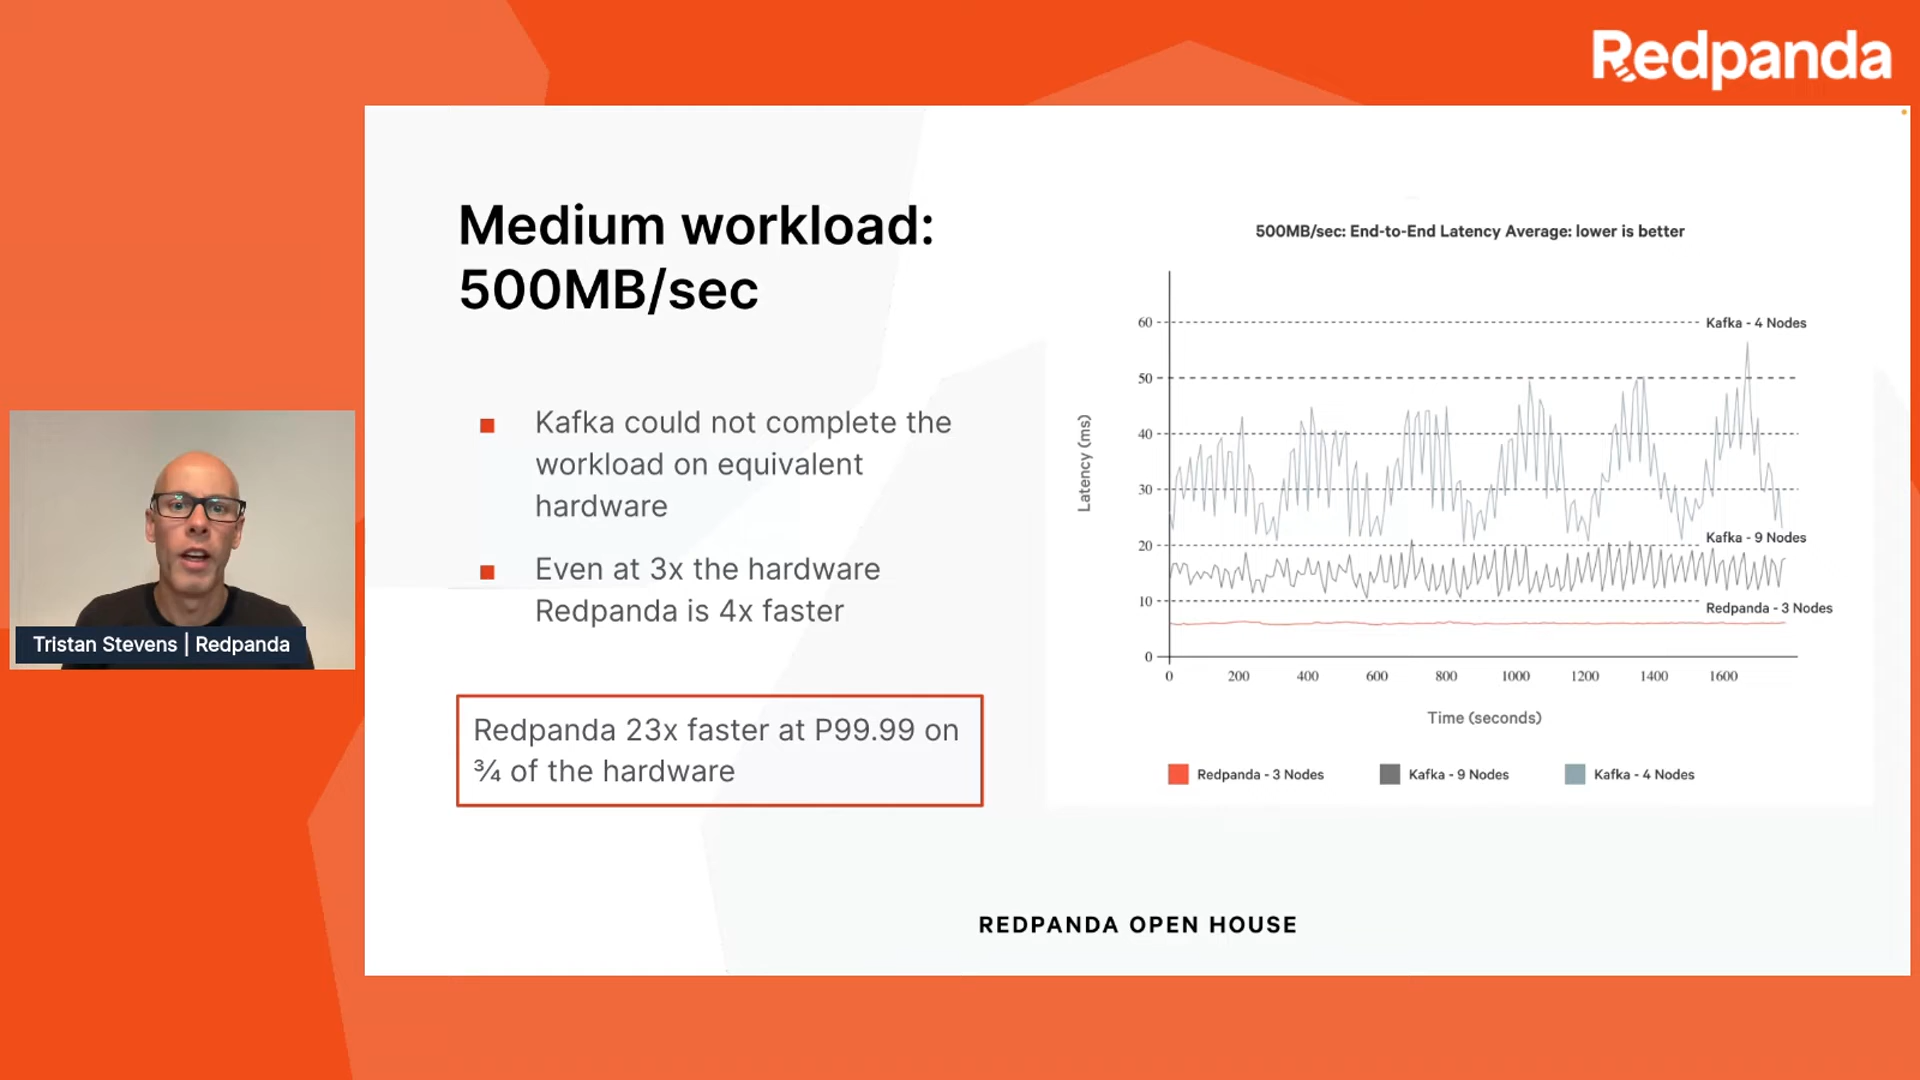 Redpanda
Medium workload:
500MB/sec
Kafka could not complete the
workload on equivalent
hardware
Even at 3x the hardware
Redpanda is 4x faster
Redpanda 23x faster at P99.99 on
¾ of the hardware
500MB/sec: End-to-End Latency Average: lower is better
Latency (ms)
60
50
40
30
20
10
0
Kafka - 4 Nodes
Kafka - 9 Nodes
Redpanda - 3 Nodes
0 200 400 600 800 1000 1200 1400 1600
Time (seconds)
Redpanda - 3 Nodes Kafka - 9 Nodes Kafka - 4 Nodes
Tristan Stevens | Redpanda
REDPANDA OPEN HOUSE